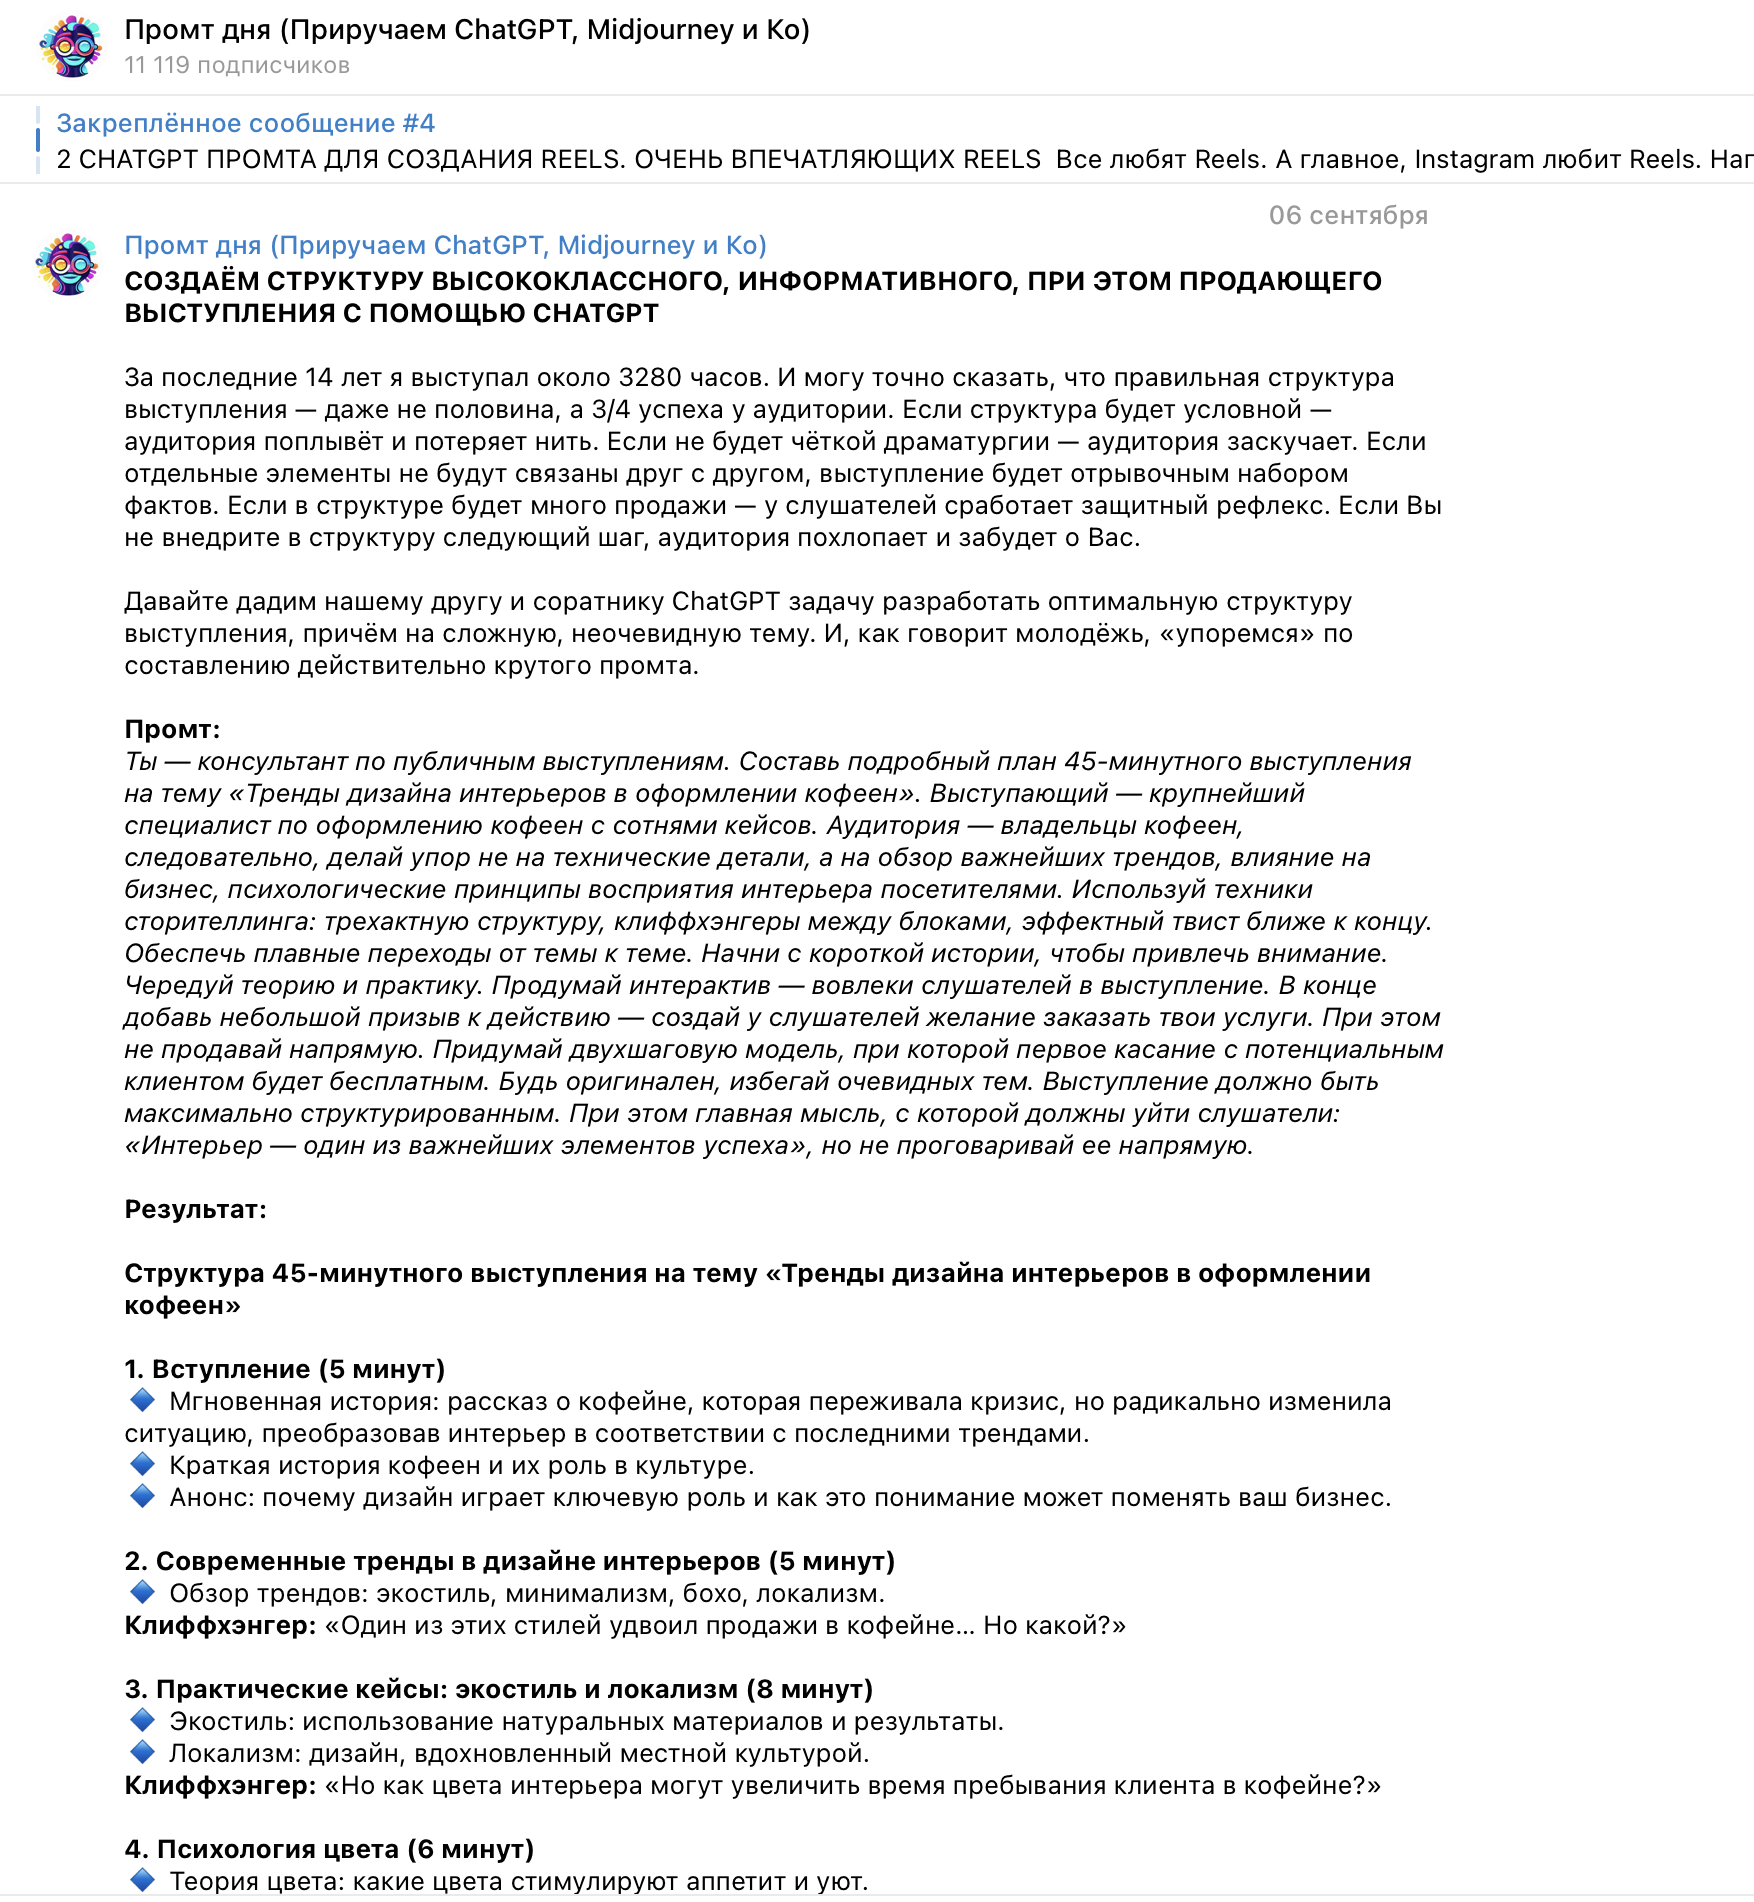 Промт дня (Приручаем ChatGPT, Midjourney и Ко)
11 119 подписчиков
Закреплённое сообщение #4
2 CHATGPT ПРОМТА ДЛЯ СОЗДАНИЯ REELS. ОЧЕНЬ ВПЕЧАТЛЯЮЩИХ REELS Все любят Reels. А главное, Instagram любит Reels.
06 сентября
Промт дня (Приручаем ChatGPT, Midjourney и Ко)
СОЗДАЁМ СТРУКТУРУ ВЫСОКОКЛАССНОГО, ИНФОРМАТИВНОГО, ПРИ ЭТОМ ПРОДАЮЩЕГО
ВЫСТУПЛЕНИЯ С ПОМОЩЬЮ CHATGPT
За последние 14 лет я выступал около 3280 часов. И могу точно сказать, что правильная структура
выступления — даже не половина, а 3/4 успеха у аудитории. Если структура будет условной —
аудитория поплывёт и потеряет нить. Если не будет чёткой драматургии — аудитория заскучает. Если
отдельные элементы не будут связаны друг с другом, выступление будет отрывочным набором
фактов. Если в структуре будет много продажи — у слушателей сработает защитный рефлекс. Если Вы
не внедрите в структуру следующий шаг, аудитория похлопает и забудет о Вас.
Давайте дадим нашему другу и соратнику ChatGPT задачу разработать оптимальную структуру
выступления, причём на сложную, неочевидную тему. И, как говорит молодёжь, «упоремся» по
составлению действительно крутого промта.
Промт:
Ты — консультант по публичным выступлениям. Составь подробный план 45-минутного выступления
на тему «Тренды дизайна интерьеров в оформлении кофеен». Выступающий — крупнейший
специалист по оформлению кофеен с сотнями кейсов. Аудитория — владельцы кофеен,
следовательно, делай упор не на технические детали, а на обзор важнейших трендов, влияние на
бизнес, психологические принципы восприятия интерьера посетителями. Используй техники
сторителлинга: трехактную структуру, клиффхэнгеры между блоками, эффектный твист ближе к концу.
Обеспечь плавные переходы от темы к теме. Начни с короткой истории, чтобы привлечь внимание.
Чередуй теорию и практику. Продумай интерактив — вовлеки слушателей в выступление. В конце
добавь небольшой призыв к действию — создай у слушателей желание заказать твои услуги. При этом
не продавай напрямую. Придумай двухшаговую модель, при которой первое касание с потенциальным
клиентом будет бесплатным. Будь оригинален, избегай очевидных тем. Выступление должно быть
максимально структурированным. При этом главная мысль, с которой должны уйти слушатели:
«Интерьер — один из важнейших элементов успеха», но не проговаривай ее напрямую.
Результат:
Структура 45-минутного выступления на тему «Тренды дизайна интерьеров в оформлении
кофеен»
1. Вступление (5 минут)
🔷 Мгновенная история: рассказ о кофейне, которая переживала кризис, но радикально изменила
ситуацию, преобразовав интерьер в соответствии с последними трендами.
🔷 Краткая история кофеен и их роль в культуре.
🔷 Анонс: почему дизайн играет ключевую роль и как это понимание может поменять ваш бизнес.
2. Современные тренды в дизайне интерьеров (5 минут)
🔷 Обзор трендов: экостиль, минимализм, бохо, локализм.
Клиффхэнгер: «Один из этих стилей удвоил продажи в кофейне... Но какой?»
3. Практические кейсы: экостиль и локализм (8 минут)
🔷 Экостиль: использование натуральных материалов и результаты.
🔷 Локализм: дизайн, вдохновленный местной культурой.
Клиффхэнгер: «Но как цвета интерьера могут увеличить время пребывания клиента в кофейне?»
4. Психология цвета (6 минут)
🔷 Теория цвета: какие цвета стимулируют аппетит и уют.